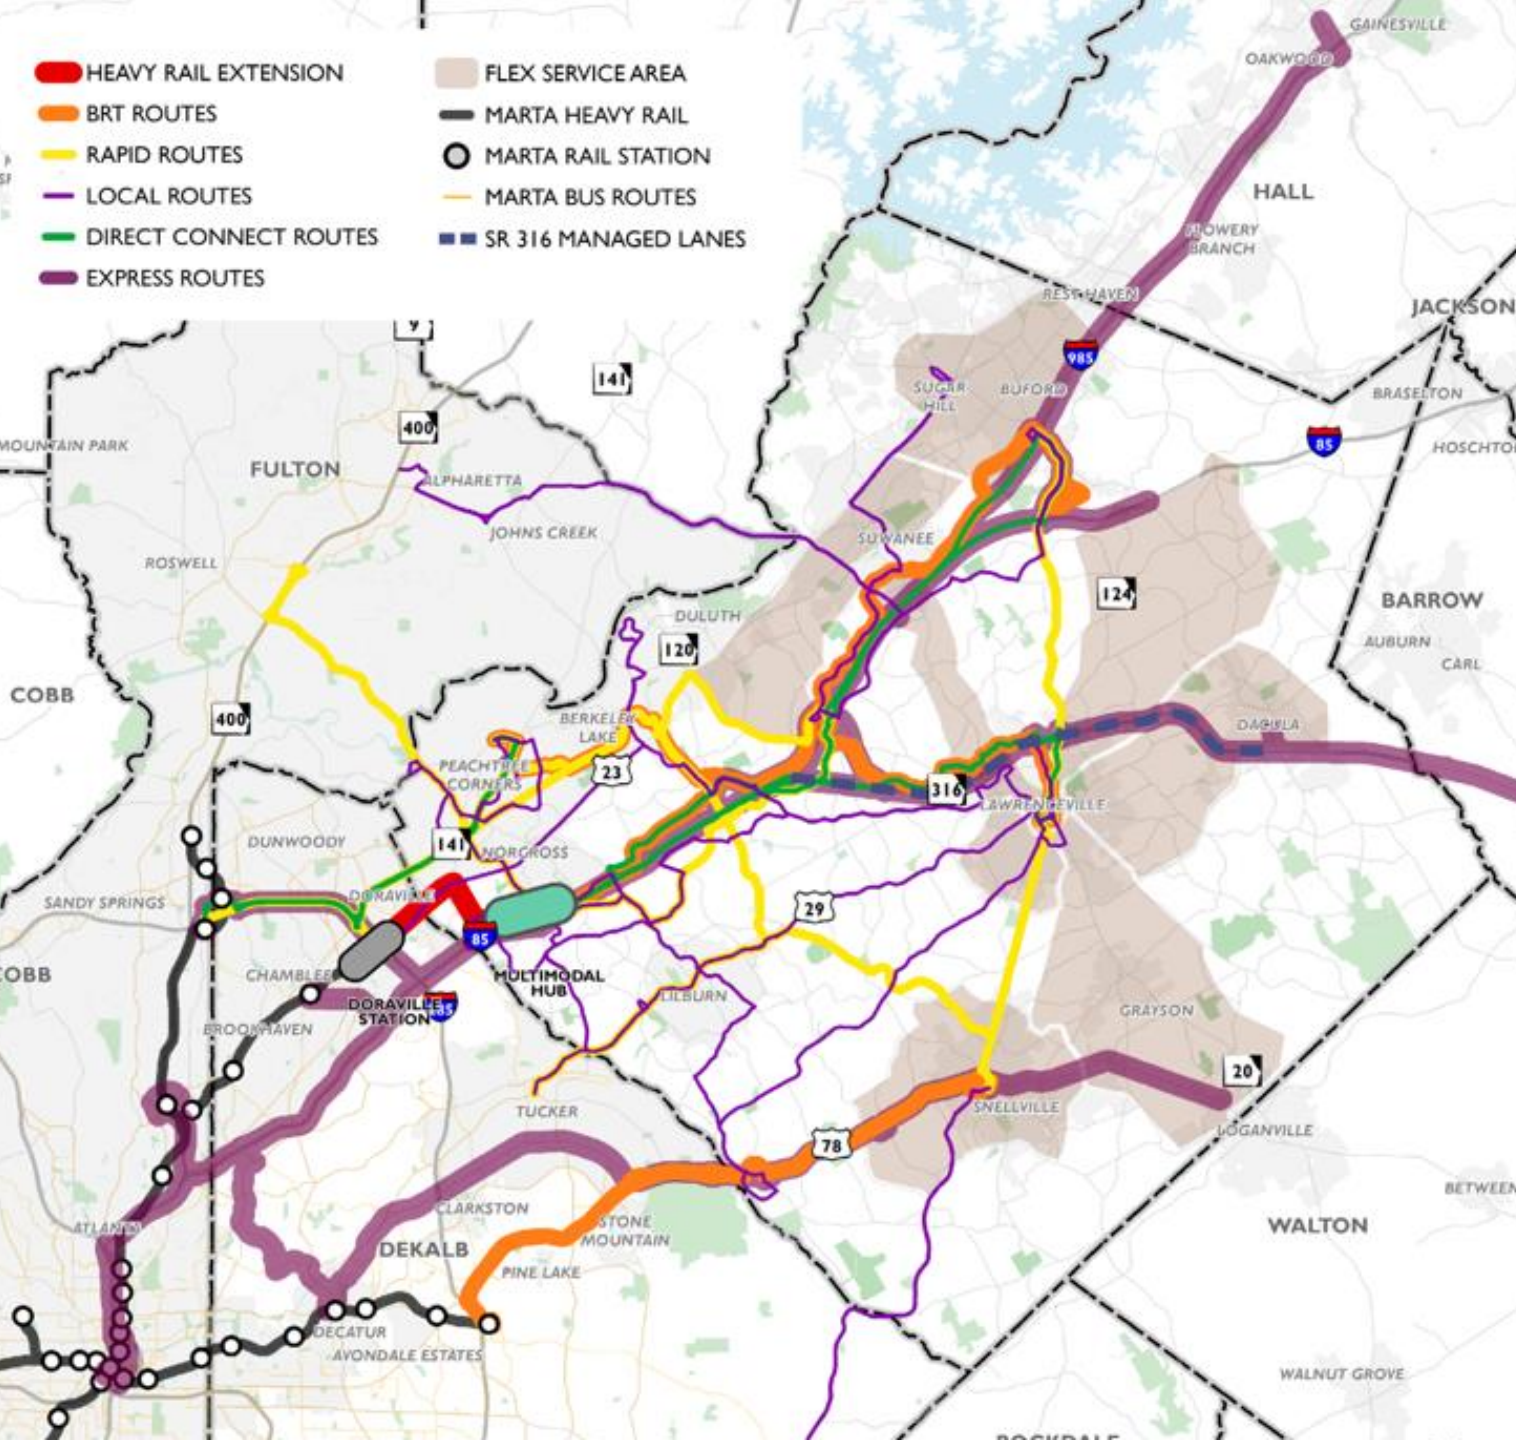 HEAVY RAIL EXTENSION
BRT ROUTES
RAPID ROUTES
LOCAL ROUTES
DIRECT CONNECT ROUTES
EXPRESS ROUTES
FLEX SERVICE AREA
MARTA HEAVY RAIL
MARTA RAIL STATION
MARTA BUS ROUTES
SR 316 MANAGED LANES
GAINESVILLE
OAKWOOD
HALL
FLOWERY
BRANCH
REST HAVEN
JACKSON
9
141
985
SUGAR
HILL
BUFORD
BRASELTON
400
85
MOUNTAIN PARK
HOSCHTO
FULTON
ALPHARETTA
JOHNS CREEK
SUWANEE
ROSWELL
124
BARROW
DULUTH
AUBURN
120
CARL
COBB
400
BERKELEY
LAKE
DACULA
PEACHTREE
CORNERS
23
316
LAWRENCEVILLE
DUNWOODY
141
NORCROSS
SANDY SPRINGS
DORAVILLE
29
85
COBB
CHAMBLEE
MULTIMODAL
HUB
LILBURN
DORAVILLE
STATION
85
GRAYSON
BROOKHAVEN
20
TUCKER
SNELLVILLE
LOGANVILLE
78
BETWEEN
CLARKSTON
ATLANTA
STONE
MOUNTAIN
WALTON
DEKALB
PINE LAKE
DECATUR
AVONDALE ESTATES
WALNUT GROVE
ROCKDALE